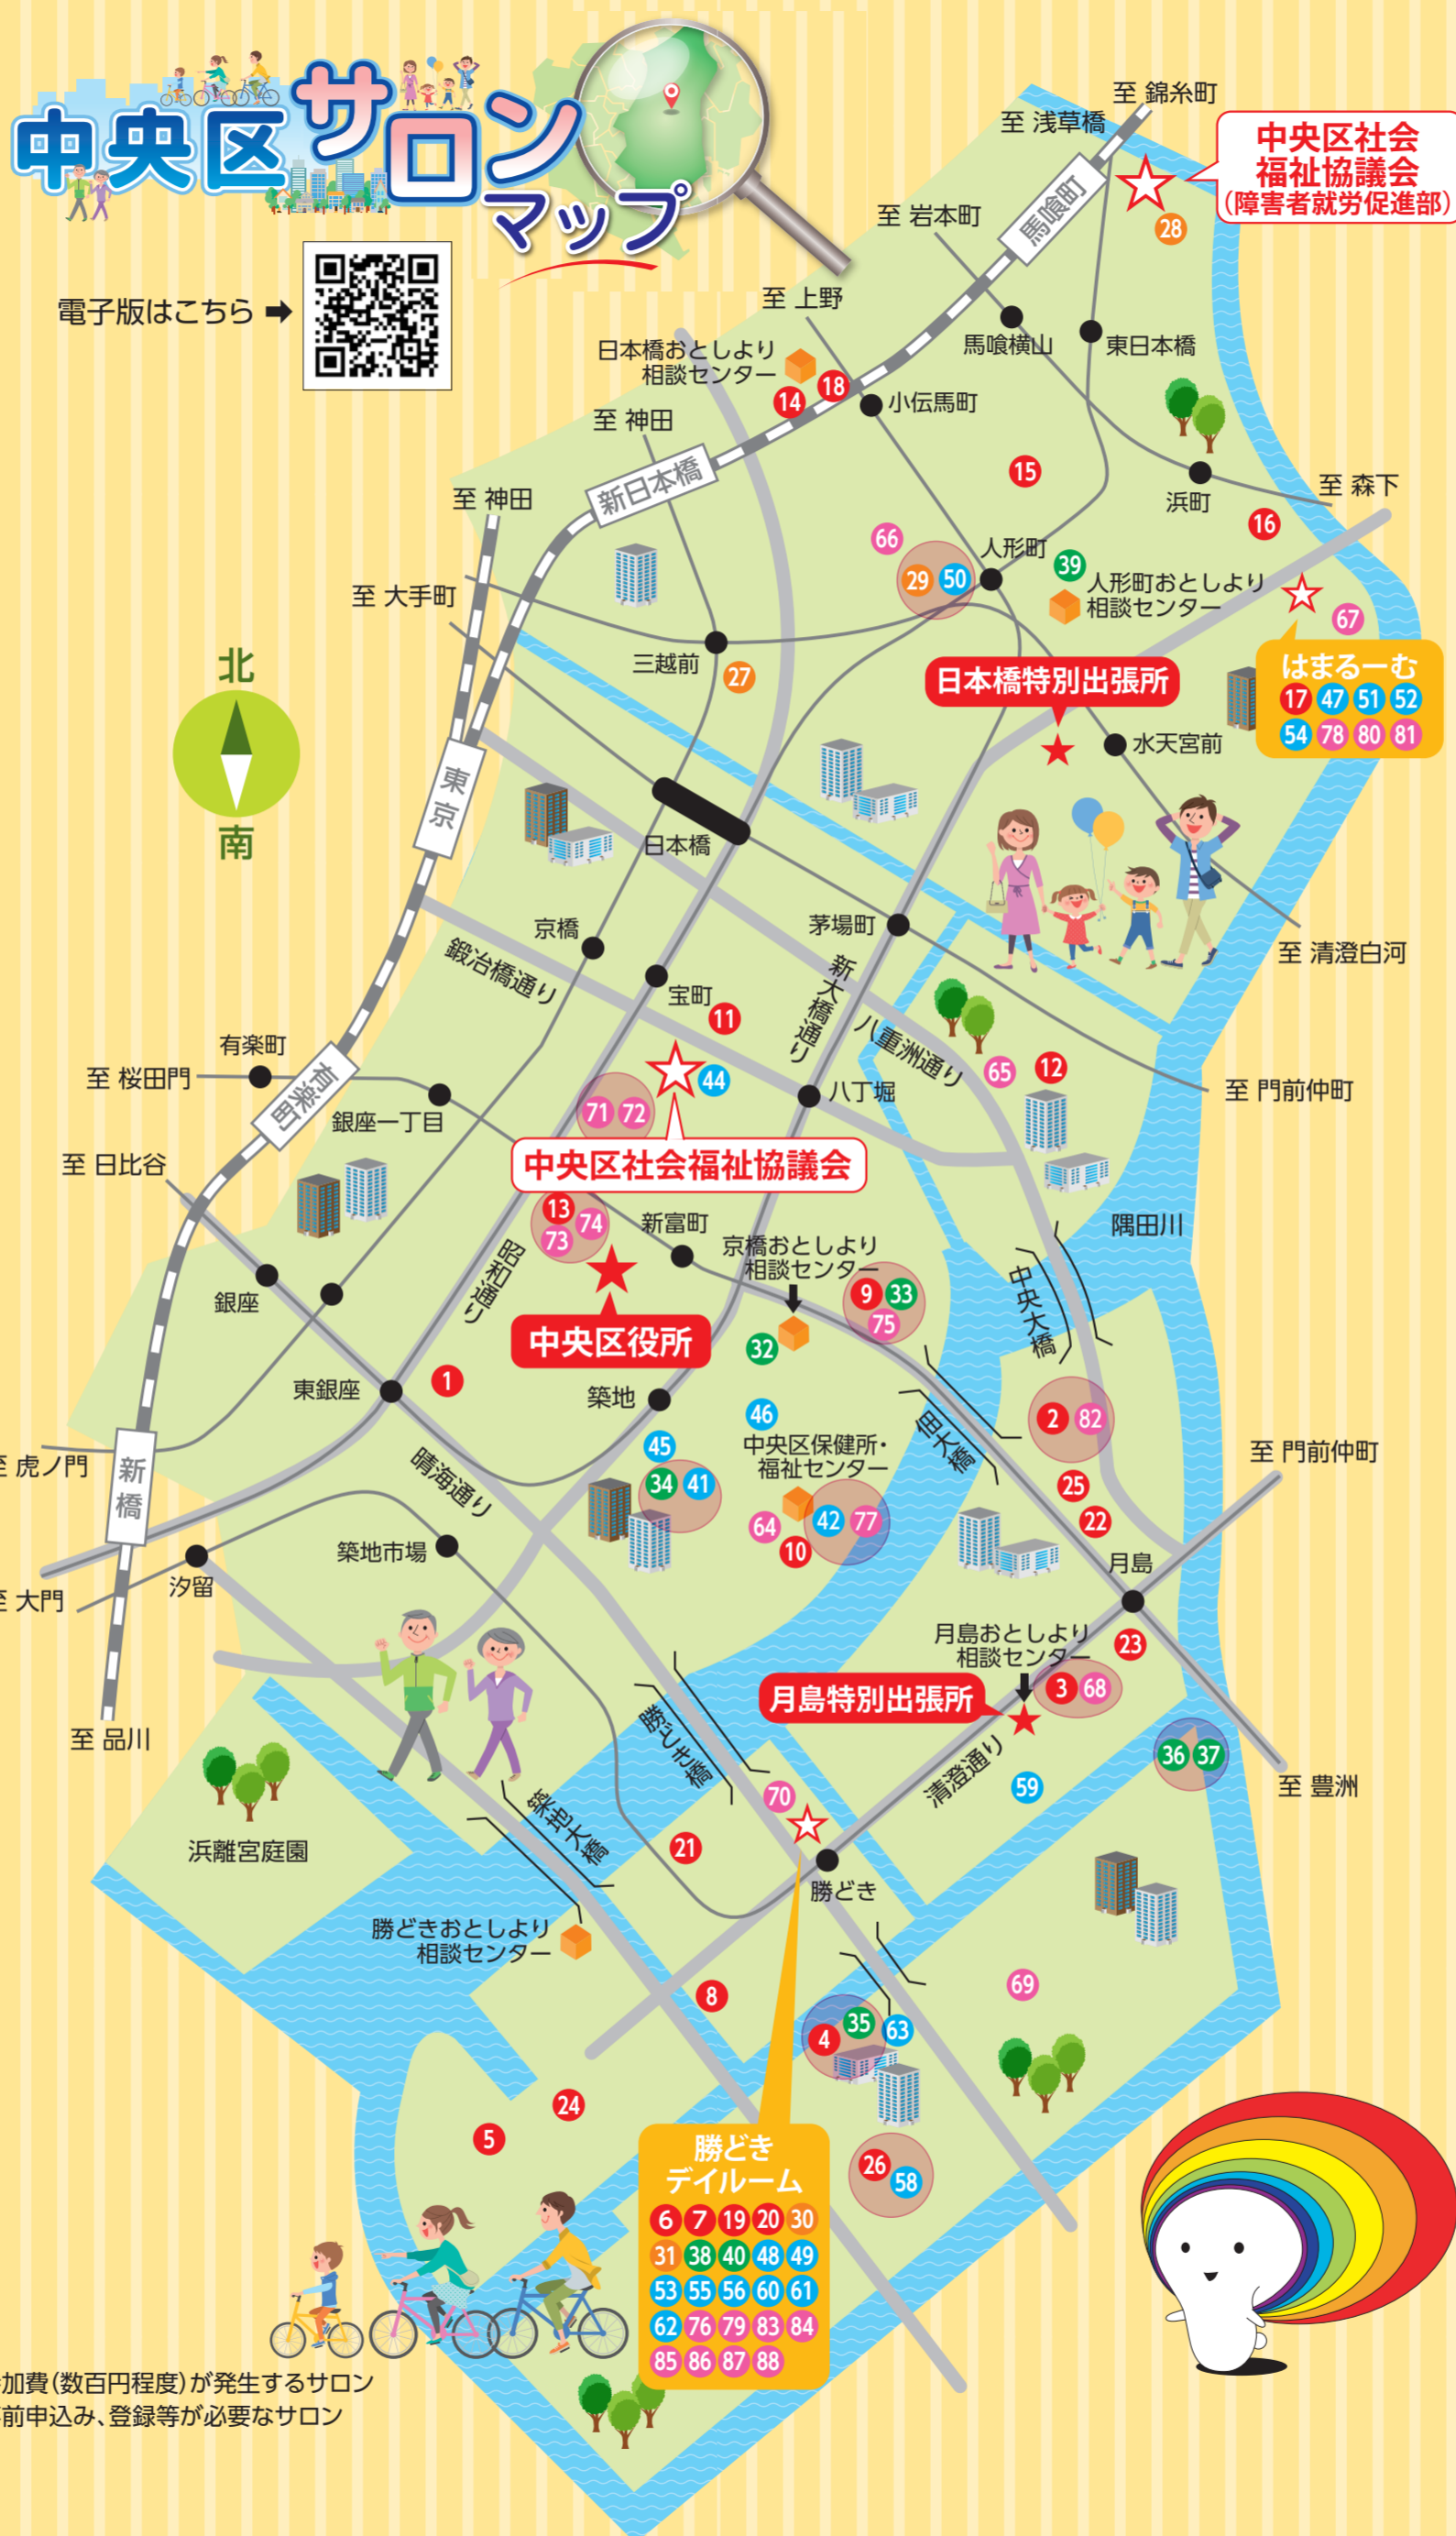 中央区サロン
マップ
電子版はこちら ➡
至 錦糸町
至 浅草橋
中央区社会
福祉協議会
(障害者就労促進部)
28
馬喰町
至 岩本町
至 上野
馬喰横山
東日本橋
日本橋おとしより
相談センター
14
18
小伝馬町
至 神田
新日本橋
15
浜町
至 森下
16
至 神田
66
人形町
29 50
39
人形町おとしより
相談センター
67
至 大手町
三越前
27
北
南
日本橋特別出張所
はまるーむ
17 47 51 52
54 78 80 81
水天宮前
東京
日本橋
京橋
茅場町
鍛冶橋通り
新大橋通り
至 清澄白河
宝町
11
八重洲通り
65
12
有楽町
至 桜田門
有楽町
銀座一丁目
44
71 72
八丁堀
至 門前仲町
中央区社会福祉協議会
至 日比谷
13
74
73
新富町
隅田川
昭和通り
京橋おとしより
相談センター
9 33
75
中央大橋
銀座
中央区役所
32
東銀座
1
築地
46
佃大橋
2 82
中央区保健所・
福祉センター
45
34 41
至 虎ノ門
新橋
晴海通り
25
22
至 門前仲町
64
42 77
10
築地市場
月島
汐留
至 大門
月島おとしより
相談センター
23
3 68
月島特別出張所
至 品川
勝どき橋
清澄通り
36 37
59
至 豊洲
70
築地大橋
21
浜離宮庭園
勝どき
勝どきおとしより
相談センター
8
69
4 35 63
24
5
26
58
勝どき
デイルーム
6 7 19 20 30
31 38 40 48 49
53 55 56 60 61
62 76 79 83 84
85 86 87 88
加費(数百円程度)が発生するサロン
前申込み、登録等が必要なサロン